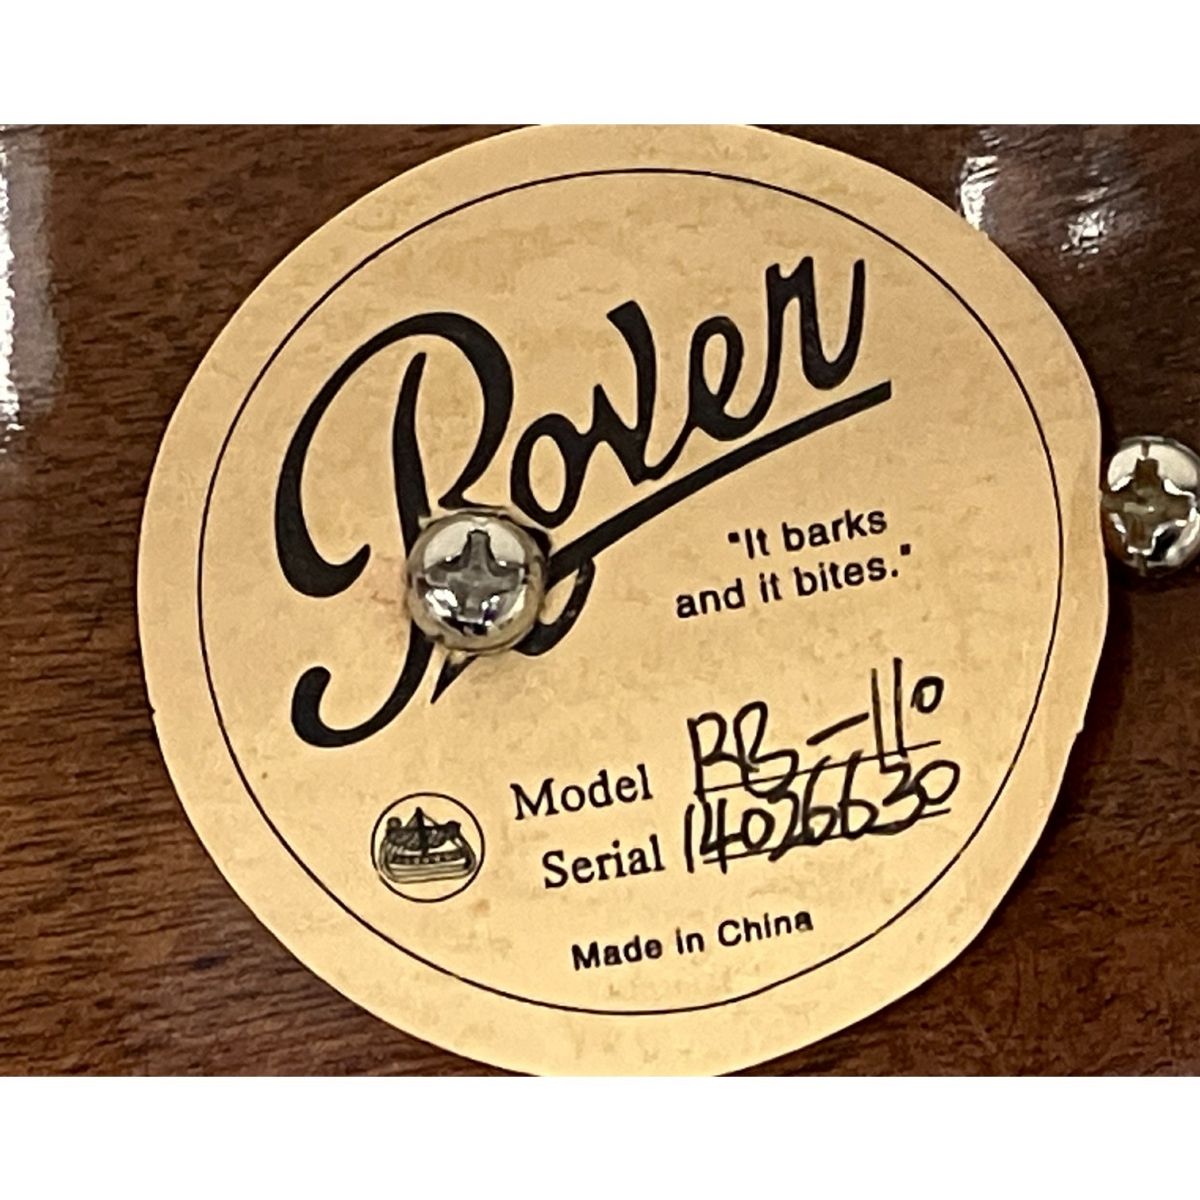 Rover
"It barks
and it bites."
Model RB-110
Serial 14036630
Made in China